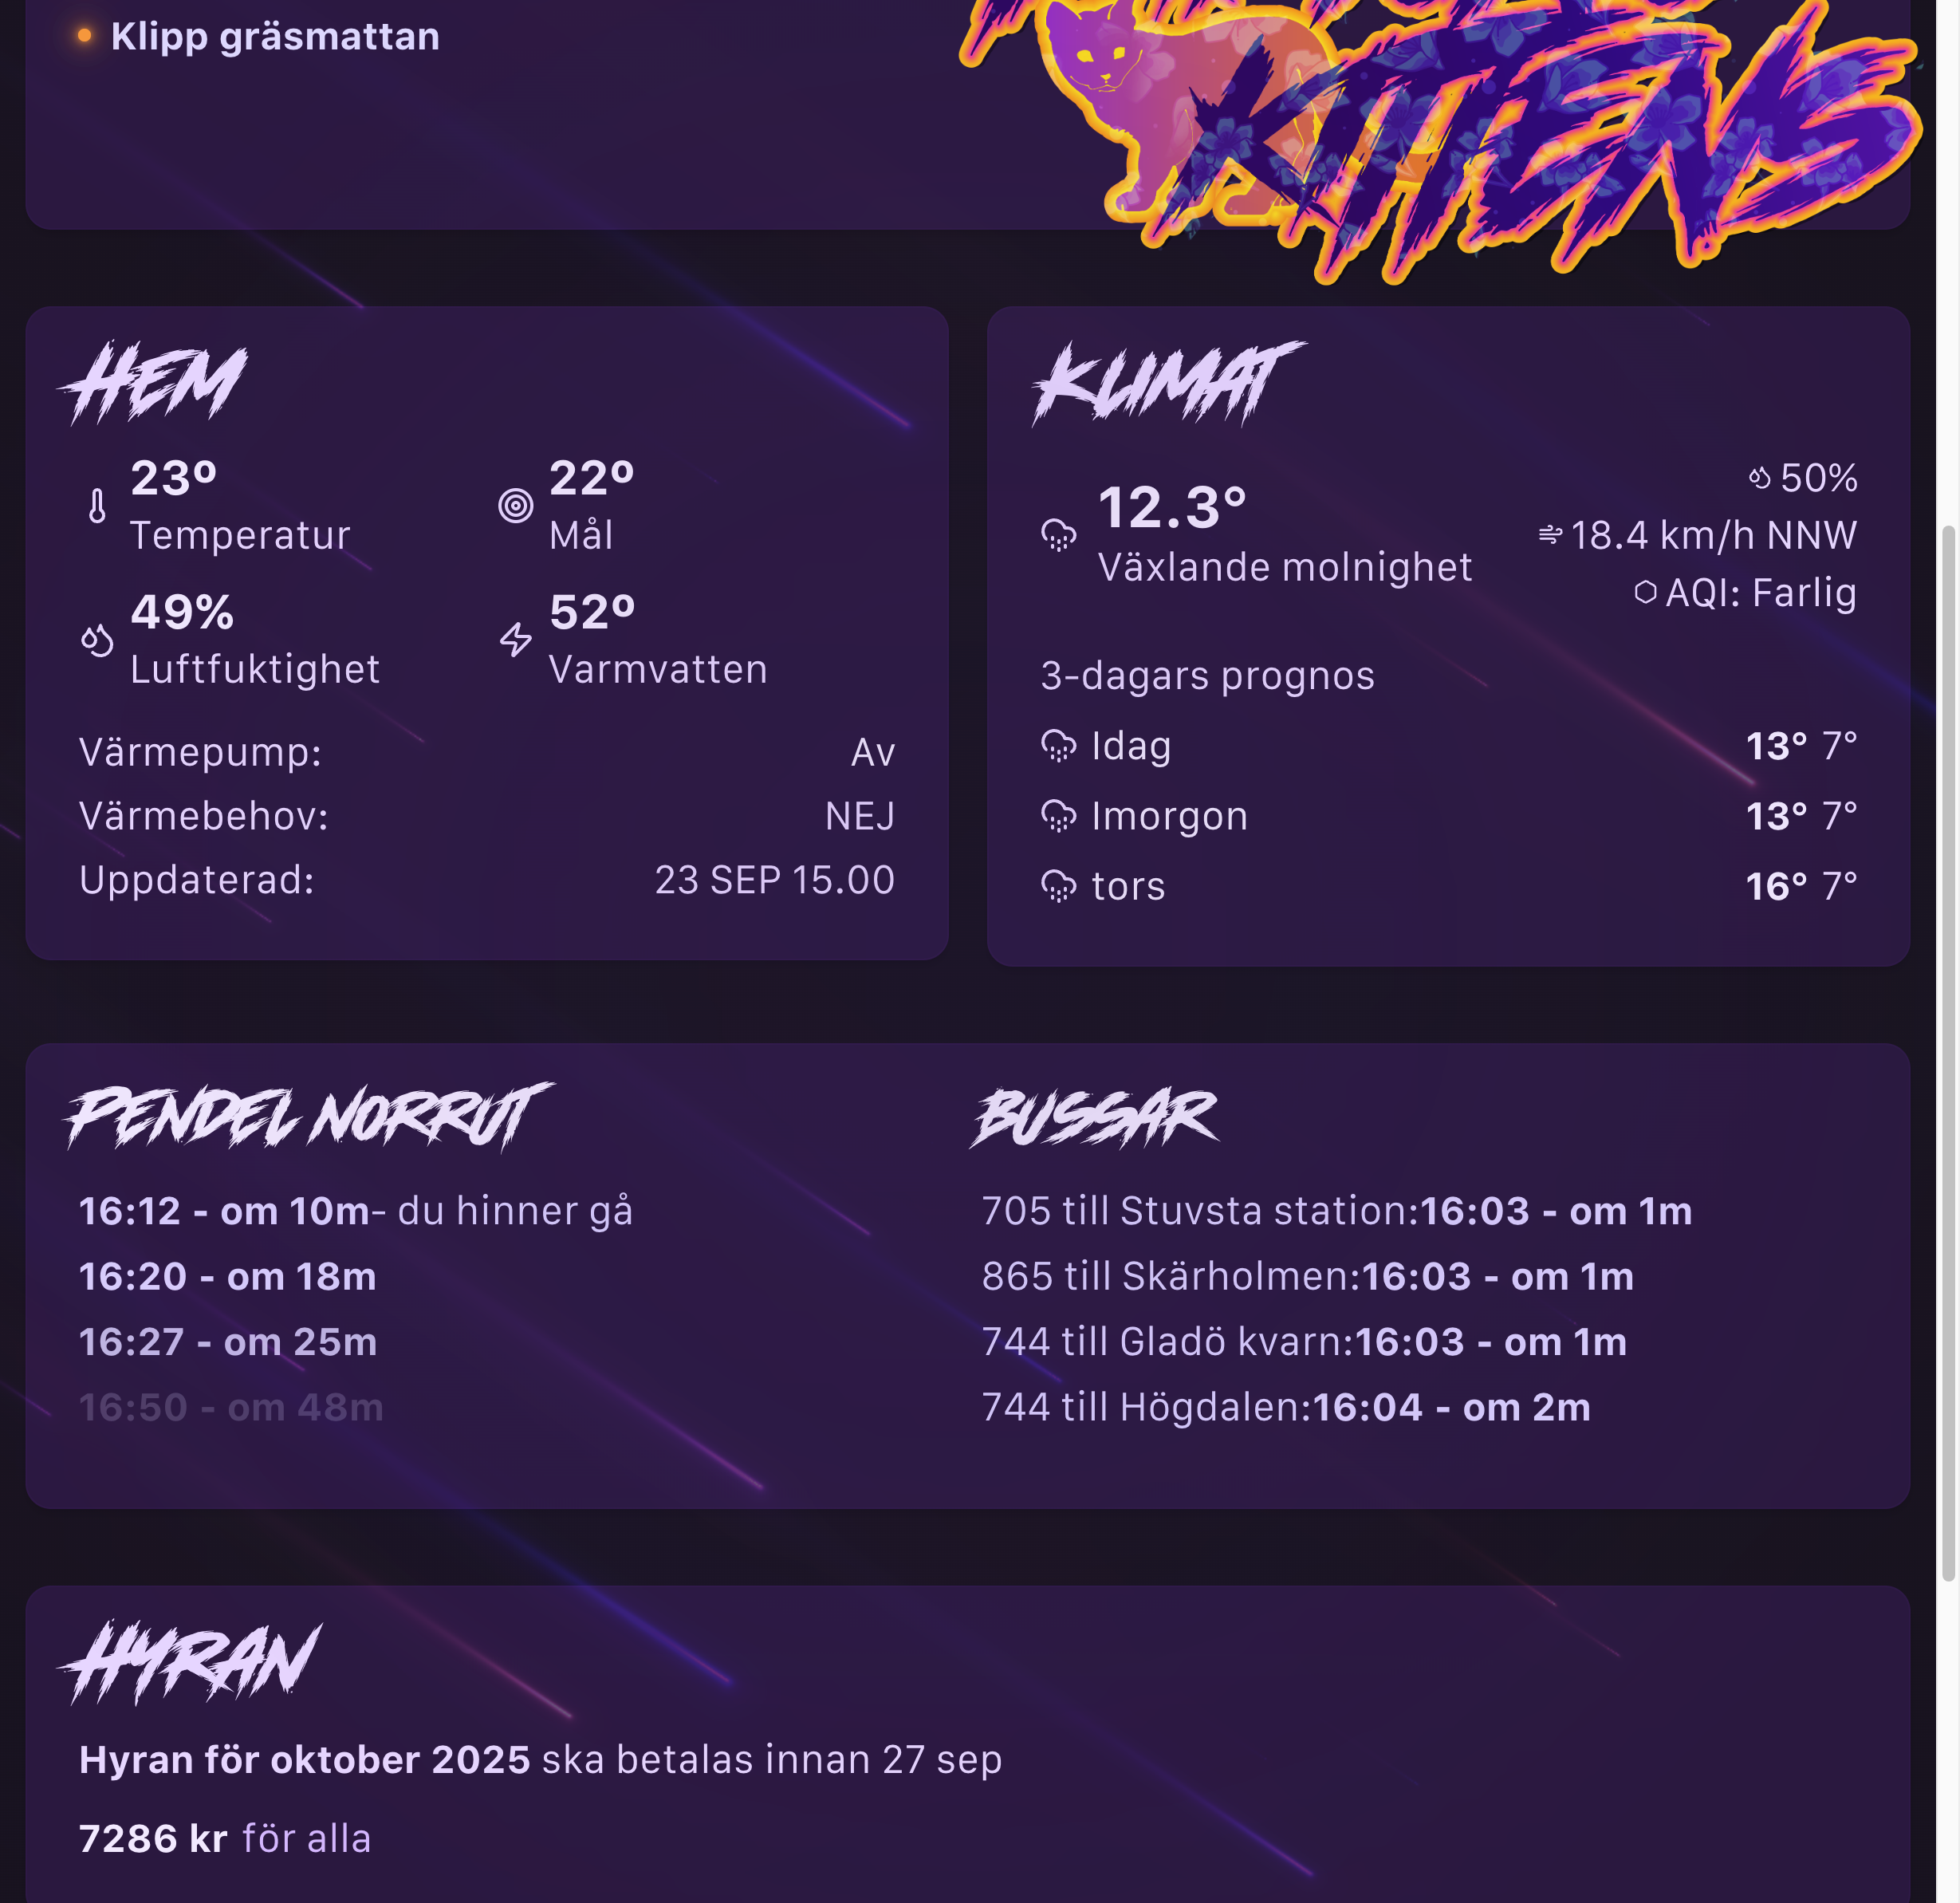 Klipp gräsmattan
KITTENS
HEM
23º
Temperatur
22º
Mål
49%
Luftfuktighet
52º
Varmvatten
Värmepump: Av
Värmebehov: NEJ
Uppdaterad: 23 SEP 15.00
KLIMAT
12.3°
Växlande molnighet
50%
18.4 km/h NNW
AQI: Farlig
3-dagars prognos
Idag 13° 7°
Imorgon 13° 7°
tors 16° 7°
PENDEL NORRUT
16:12 - om 10m– du hinner gå
16:20 - om 18m
16:27 - om 25m
16:50 - om 48m
BUSSAR
705 till Stuvsta station:16:03 - om 1m
865 till Skärholmen:16:03 - om 1m
744 till Gladö kvarn:16:03 - om 1m
744 till Högdalen:16:04 - om 2m
HYRAN
Hyran för oktober 2025 ska betalas innan 27 sep
7286 kr för alla